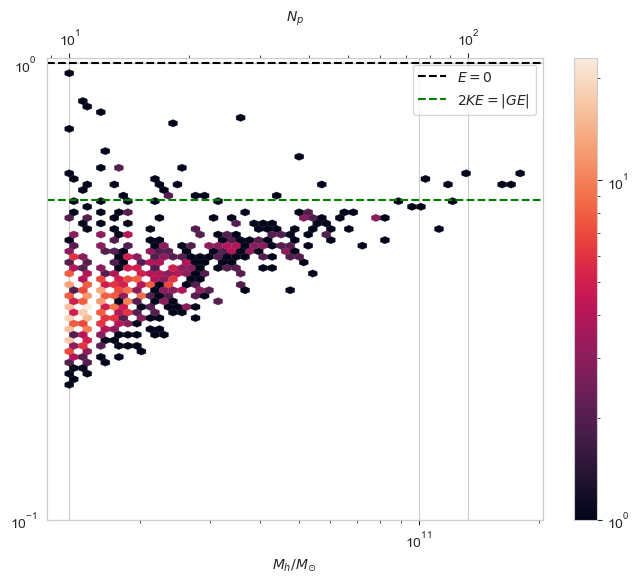 $N_p$
$10^1$ $10^2$
$10^0$
$E = 0$
$2KE = |GE|$
$10^1$
$10^{-1}$
$10^{11}$
$10^0$
$M_h/M_\odot$